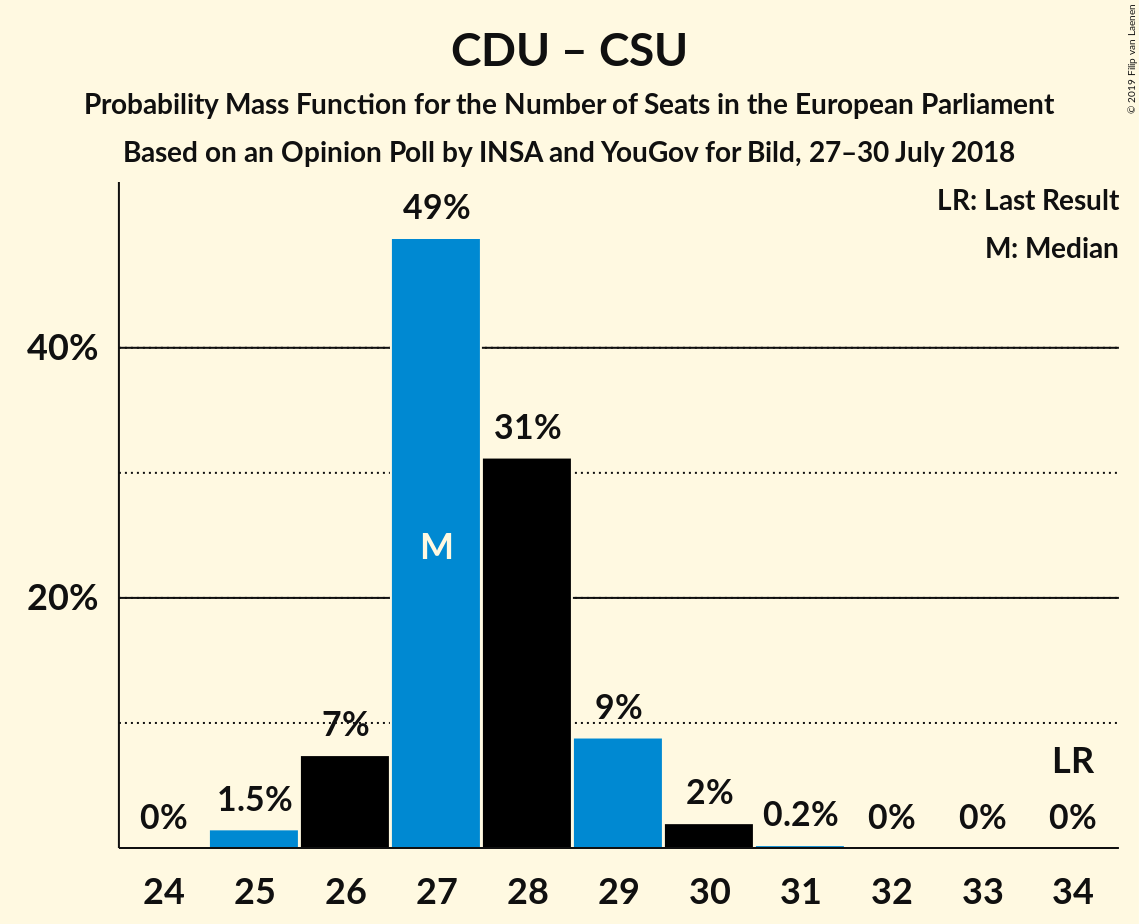 CDU – CSU
Probability Mass Function for the Number of Seats in the European Parliament
Based on an Opinion Poll by INSA and YouGov for Bild, 27–30 July 2018
© 2019 Filip van Laenen
LR: Last Result
M: Median
49%
40%
31%
M
20%
9%
7%
LR
2%
1.5%
0%
0.2%
0%
0%
0%
24 25 26 27 28 29 30 31 32 33 34